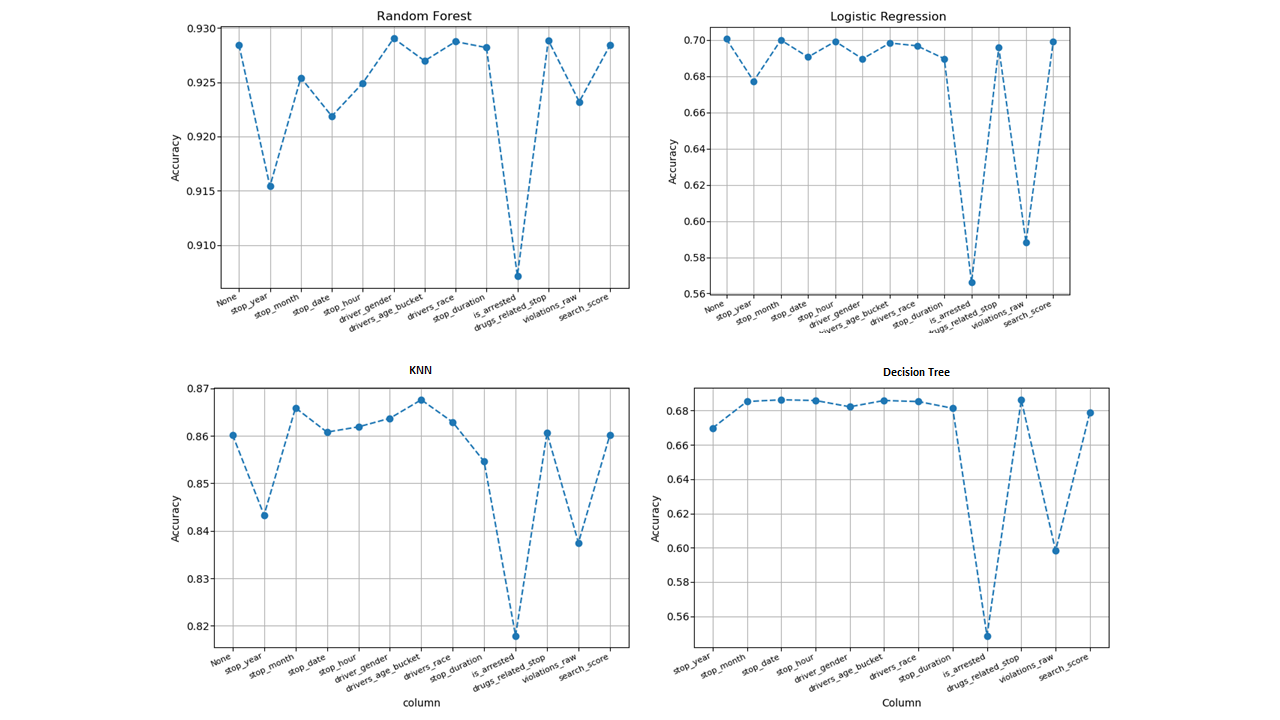 Random Forest
0.930
0.925
0.920
0.915
0.910
Accuracy
None
stop_year
stop_month
stop_date
stop_hour
driver_gender
drivers_age_bucket
drivers_race
stop_duration
is_arrested
drugs_related_stop
violations_raw
search_score
Logistic Regression
0.70
0.68
0.66
0.64
0.62
0.60
0.58
0.56
Accuracy
None
stop_year
stop_month
stop_date
stop_hour
driver_gender
rivers_age_bucket
drivers_race
stop_duration
is_arrested
drugs_related_stop
violations_raw
search_score
KNN
0.87
0.86
0.85
0.84
0.83
0.82
Accuracy
None
stop_year
stop_month
stop_date
stop_hour
driver_gender
drivers_age_bucket
drivers_race
stop_duration
is_arrested
drugs_related_stop
violations_raw
search_score
column
Decision Tree
0.68
0.66
0.64
0.62
0.60
0.58
0.56
Accuracy
stop_year
stop_month
stop_date
stop_hour
driver_gender
drivers_age_bucket
drivers_race
stop_duration
is_arrested
drugs_related_stop
violations_raw
search_score
Column